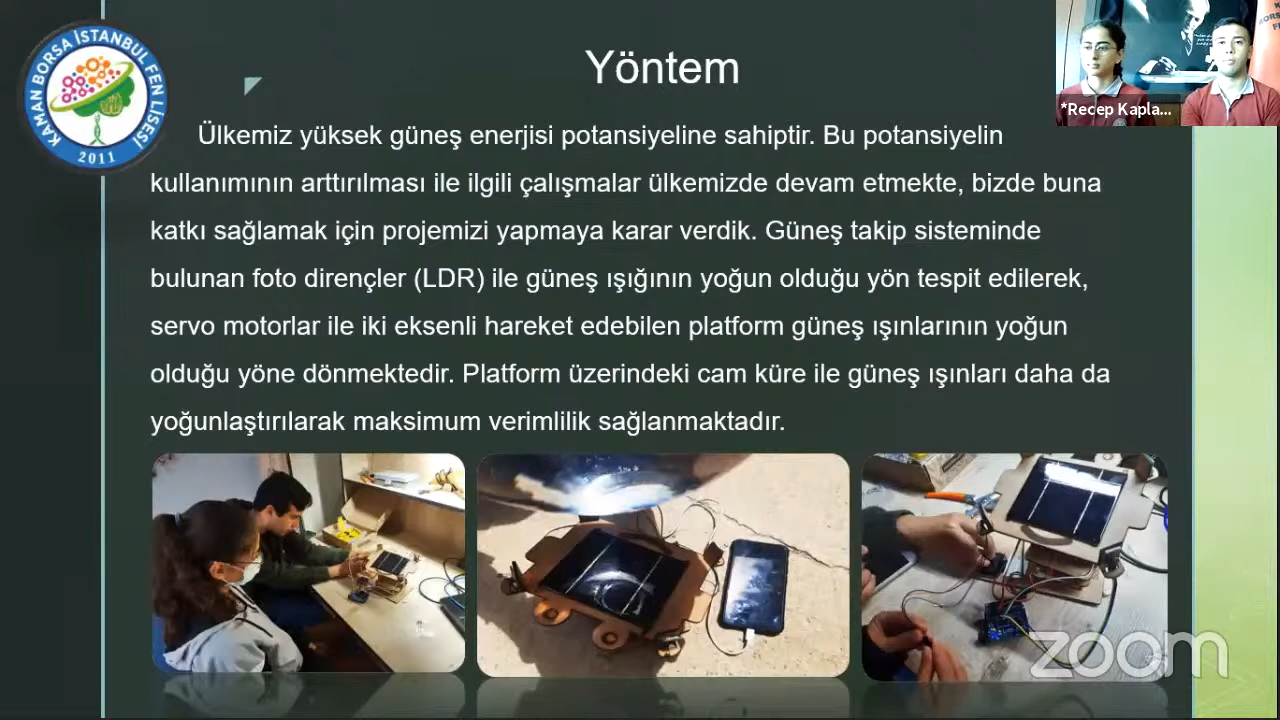 KAMAN BORSA İSTANBUL FEN LİSESİ
2011
Yöntem
*Recep Kapla...
Ülkemiz yüksek güneş enerjisi potansiyeline sahiptir. Bu potansiyelin
kullanımının arttırılması ile ilgili çalışmalar ülkemizde devam etmekte, bizde buna
katkı sağlamak için projemizi yapmaya karar verdik. Güneş takip sisteminde
bulunan foto dirençler (LDR) ile güneş ışığının yoğun olduğu yön tespit edilerek,
servo motorlar ile iki eksenli hareket edebilen platform güneş ışınlarının yoğun
olduğu yöne dönmektedir. Platform üzerindeki cam küre ile güneş ışınları daha da
yoğunlaştırılarak maksimum verimlilik sağlanmaktadır.
zoom